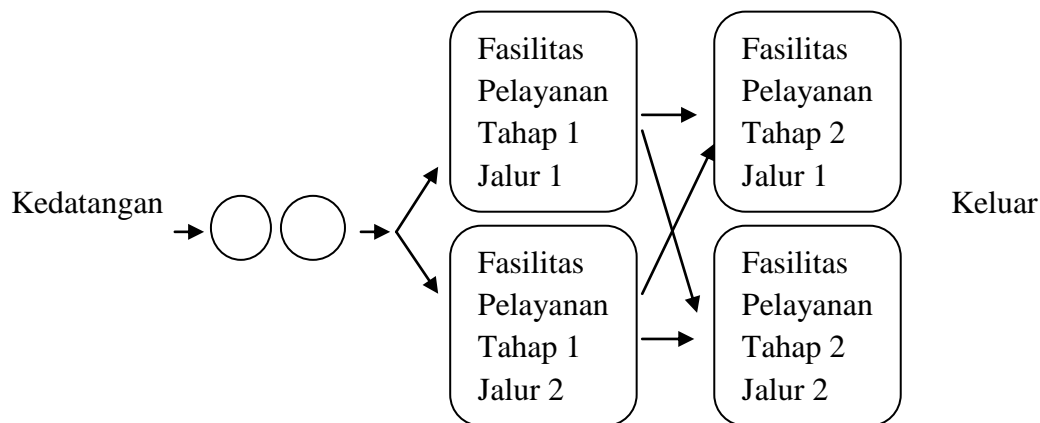 Kedatangan
Fasilitas
Pelayanan
Tahap 1
Jalur 1
Fasilitas
Pelayanan
Tahap 1
Jalur 2
Fasilitas
Pelayanan
Tahap 2
Jalur 1
Fasilitas
Pelayanan
Tahap 2
Jalur 2
Keluar